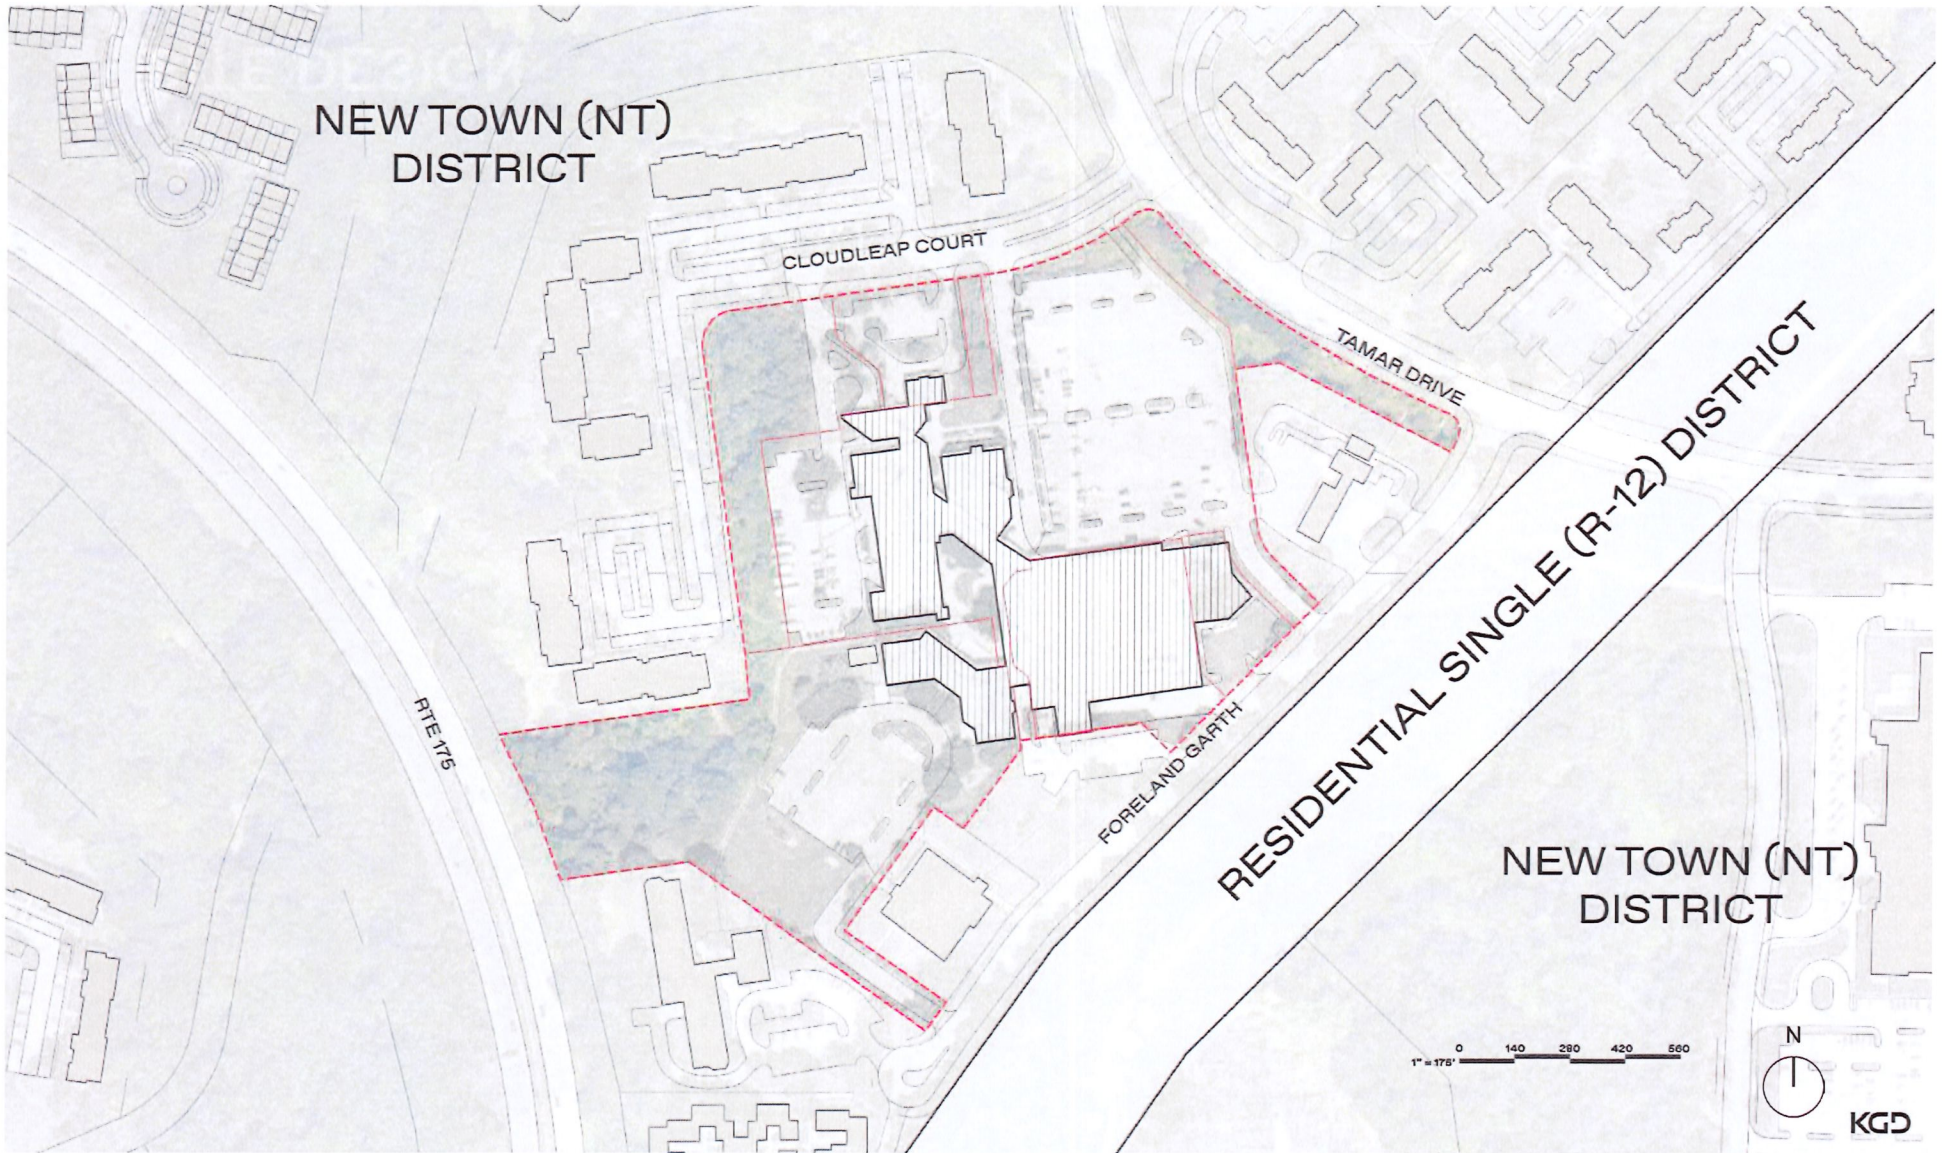 NEW TOWN (NT)
DISTRICT
CLOUDLEAP COURT
TAMAR DRIVE
RESIDENTIAL SINGLE (R-12) DISTRICT
RTE 175
FORELAND GARTH
NEW TOWN (NT)
DISTRICT
N
1" = 175' 0 140 280 420 560
KGD